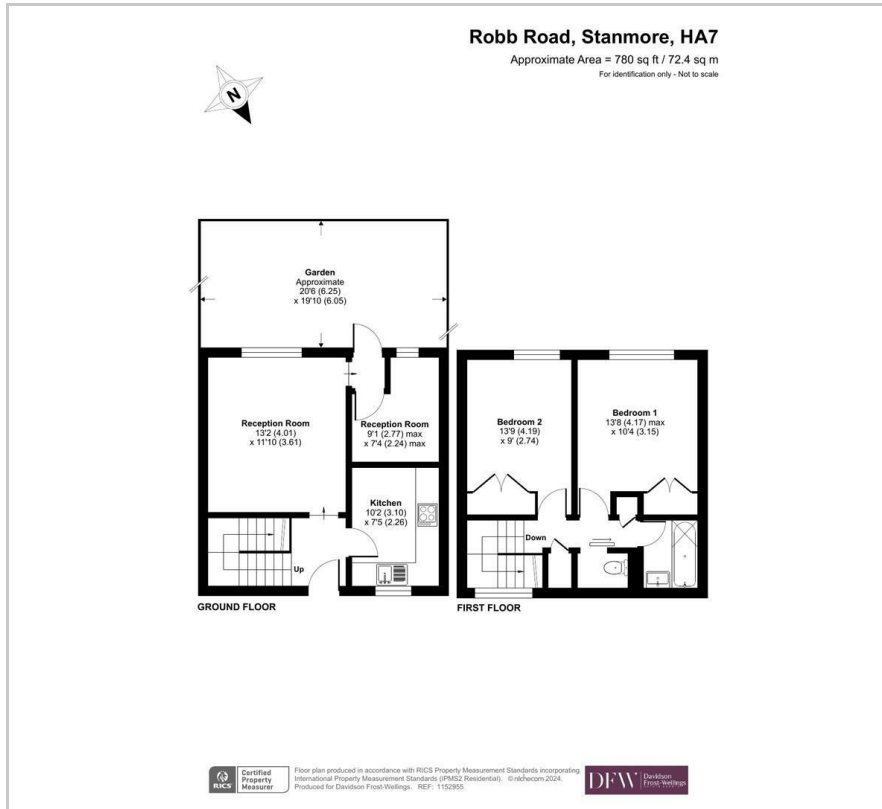 Robb Road, Stanmore, HA7
Approximate Area = 780 sq ft / 72.4 sq m
For identification only - Not to scale
N
Garden
Approximate
20'6 (6.25)
x 19'10 (6.05)
Reception Room
13'2 (4.01)
x 11'10 (3.61)
Reception Room
9'1 (2.77) max
x 7'4 (2.24) max
Kitchen
10'2 (3.10)
x 7'5 (2.26)
Up
GROUND FLOOR
Bedroom 2
13'9 (4.19)
x 9' (2.74)
Bedroom 1
13'8 (4.17) max
x 10'4 (3.15)
Down
FIRST FLOOR
RICS
Certified
Property
Measurer
Floor plan produced in accordance with RICS Property Measurement Standards incorporating
International Property Measurement Standards (IPMS2 Residential). © nichecom 2024.
Produced for Davidson Frost-Wellings. REF: 1152955
DFW
Davidson
Frost-Wellings